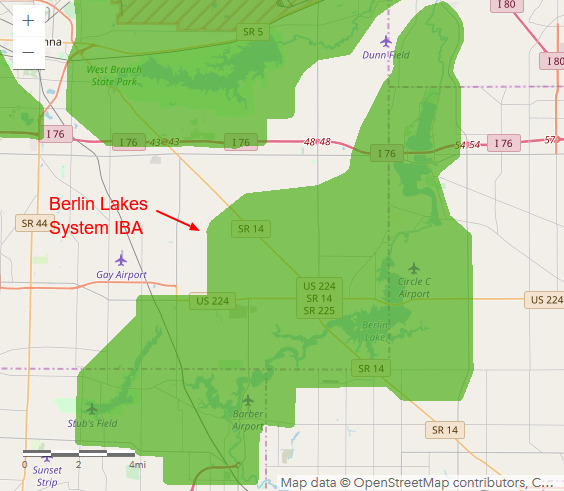 +
−
nna
SR 5
I 80
Dunn Field
I 80
West Branch
State Park
I 76
I 76
43 43
I 76
48 48
I 76
54 54
I 76
57
Berlin Lakes
System IBA
SR 44
SR 14
Gay Airport
Circle C
Airport
US 224
US 224
SR 14
SR 225
US 224
Berlin
Lake
SR 14
Stub's Field
Barber
Airport
SR 14
0 2 4mi
Sunset
Strip
Map data © OpenStreetMap contributors, C...